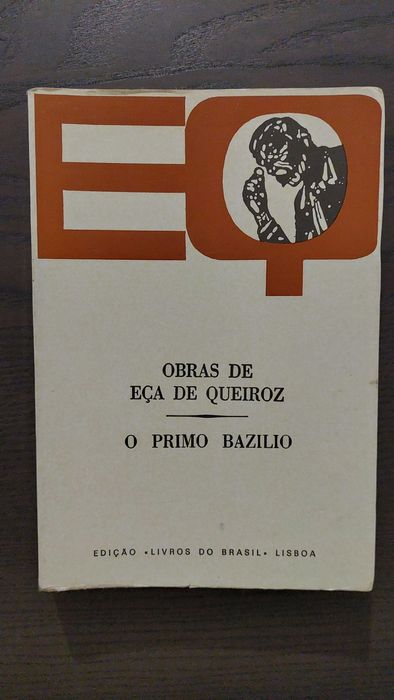 EQ
OBRAS DE
EÇA DE QUEIROZ
O PRIMO BAZILIO
EDIÇÃO «LIVROS DO BRASIL» LISBOA